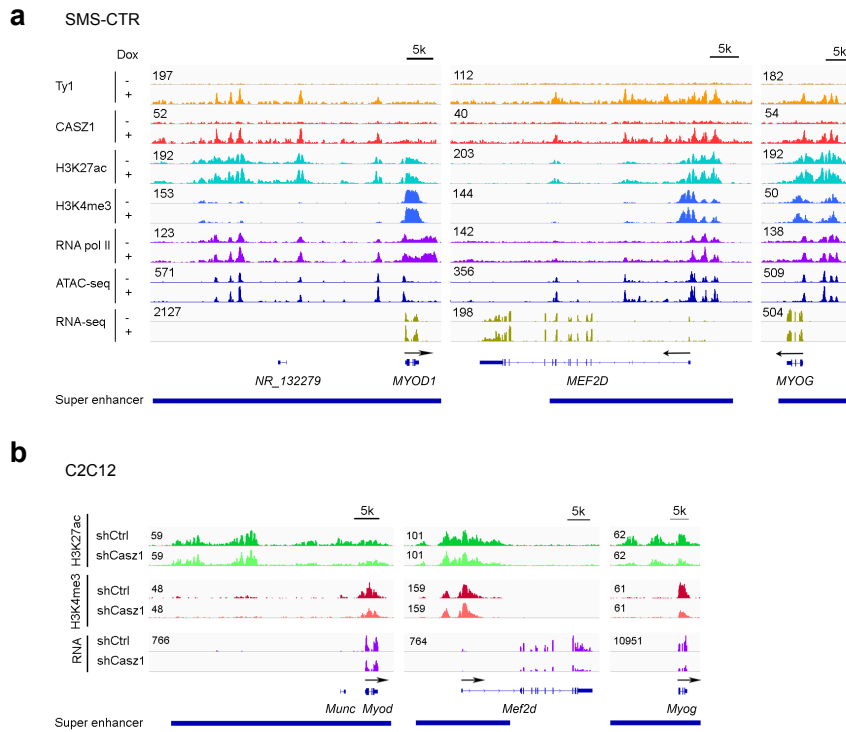 a
SMS-CTR
Dox 5k 5k 5k
Ty1 - 197 112 182
+
CASZ1 - 52 40 54
+
H3K27ac - 192 203 192
+
H3K4me3 - 153 144 50
+
RNA pol II - 123 142 138
+
ATAC-seq - 571 356 509
+
RNA-seq - 2127 198 504
+
NR_132279 MYOD1 MEF2D MYOG
Super enhancer
b
C2C12
5k 5k 5k
H3K27ac
shCtrl 59 101 62
shCasz1 59 101 62
H3K4me3
shCtrl 48 159 61
shCasz1 48 159 61
RNA
shCtrl 766 764 10951
shCasz1
Munc Myod Mef2d Myog
Super enhancer